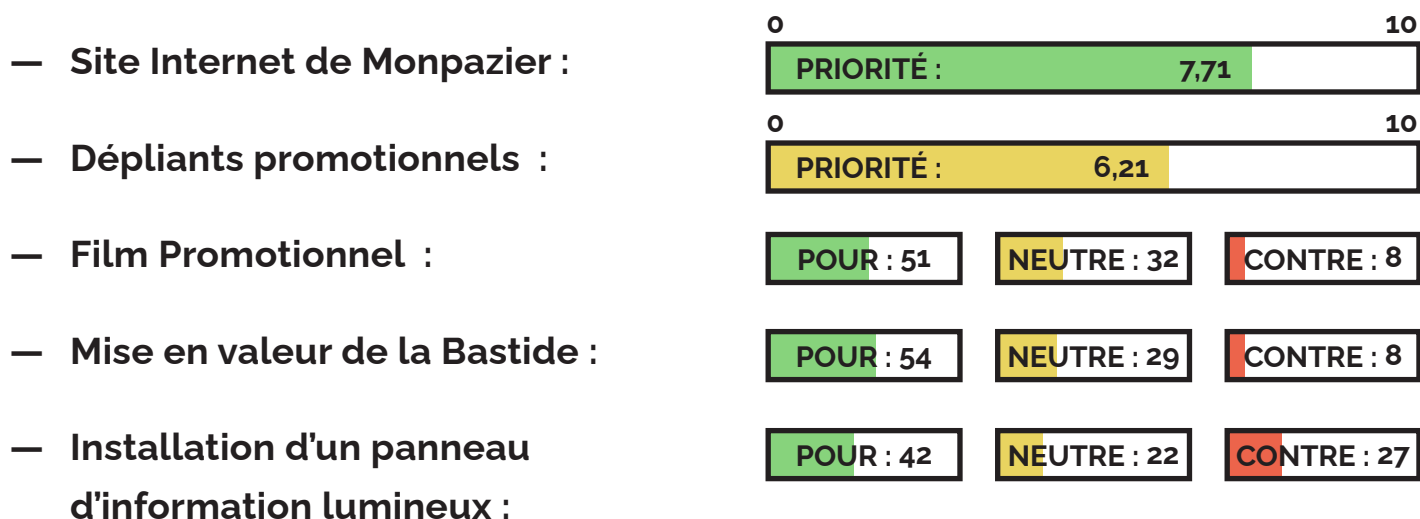 0 10
— Site Internet de Monpazier : PRIORITÉ : 7,71
0 10
— Dépliants promotionnels : PRIORITÉ : 6,21
— Film Promotionnel : POUR : 51 NEUTRE : 32 CONTRE : 8
— Mise en valeur de la Bastide : POUR : 54 NEUTRE : 29 CONTRE : 8
— Installation d’un panneau POUR : 42 NEUTRE : 22 CONTRE : 27
d’information lumineux :